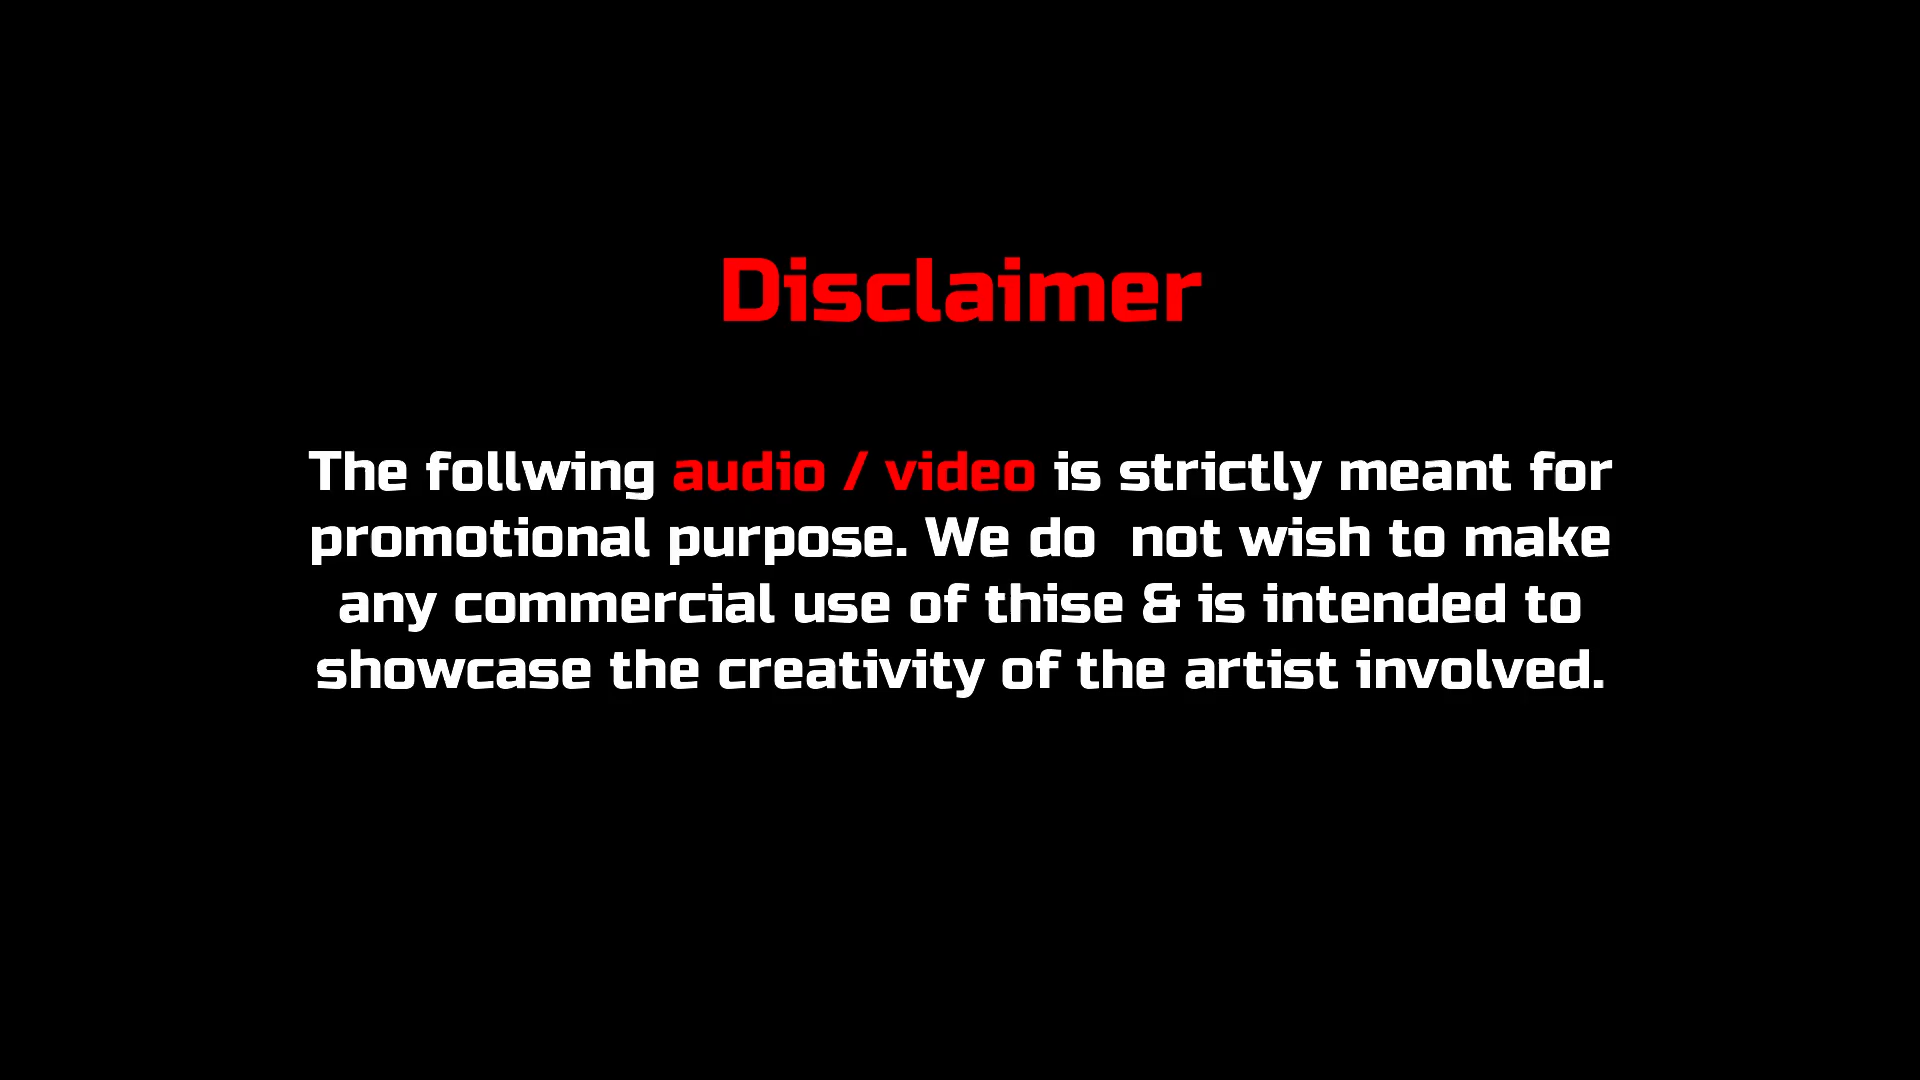 Disclaimer
The follwing audio / video is strictly meant for
promotional purpose. We do  not wish to make
any commercial use of thise & is intended to
showcase the creativity of the artist involved.